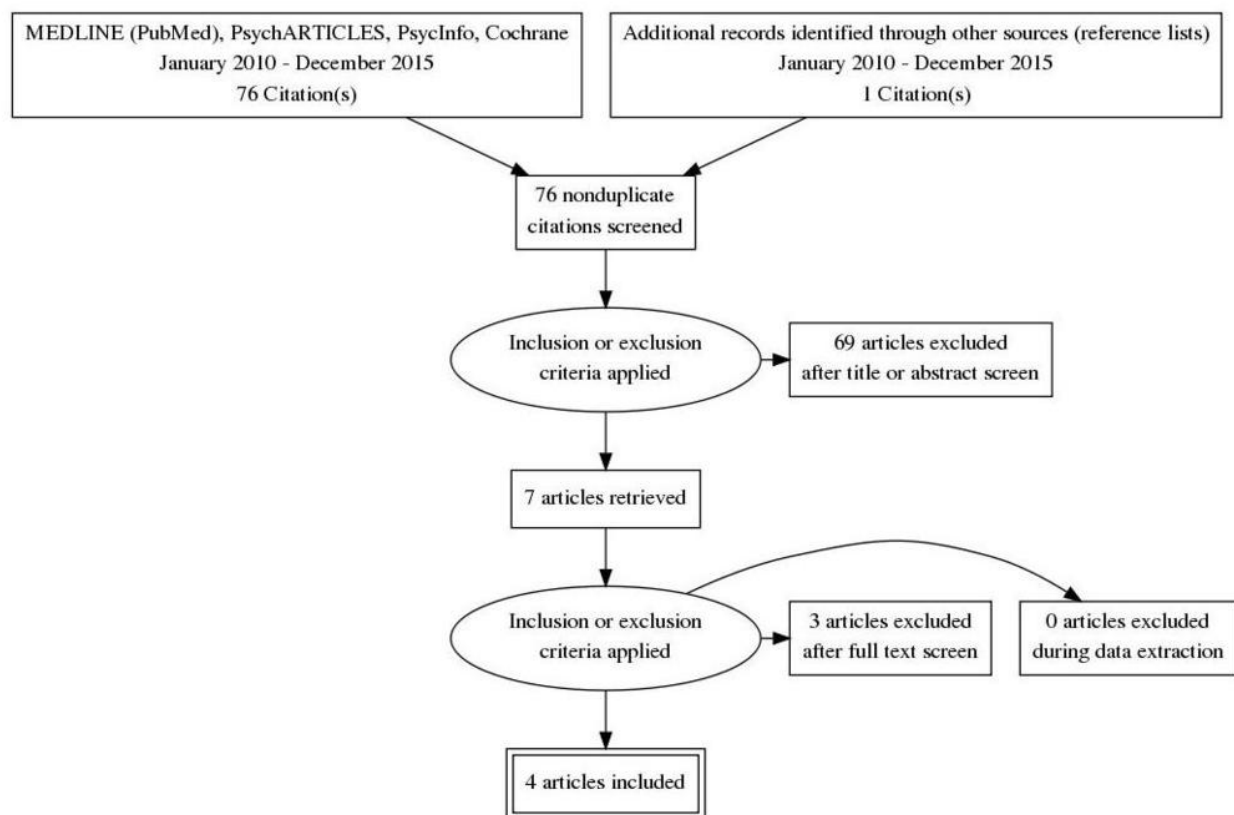 MEDLINE (PubMed), PsychARTICLES, PsycInfo, Cochrane
January 2010 - December 2015
76 Citation(s)
Additional records identified through other sources (reference lists)
January 2010 - December 2015
1 Citation(s)
76 nonduplicate
citations screened
Inclusion or exclusion
criteria applied
69 articles excluded
after title or abstract screen
7 articles retrieved
Inclusion or exclusion
criteria applied
3 articles excluded
after full text screen
0 articles excluded
during data extraction
4 articles included